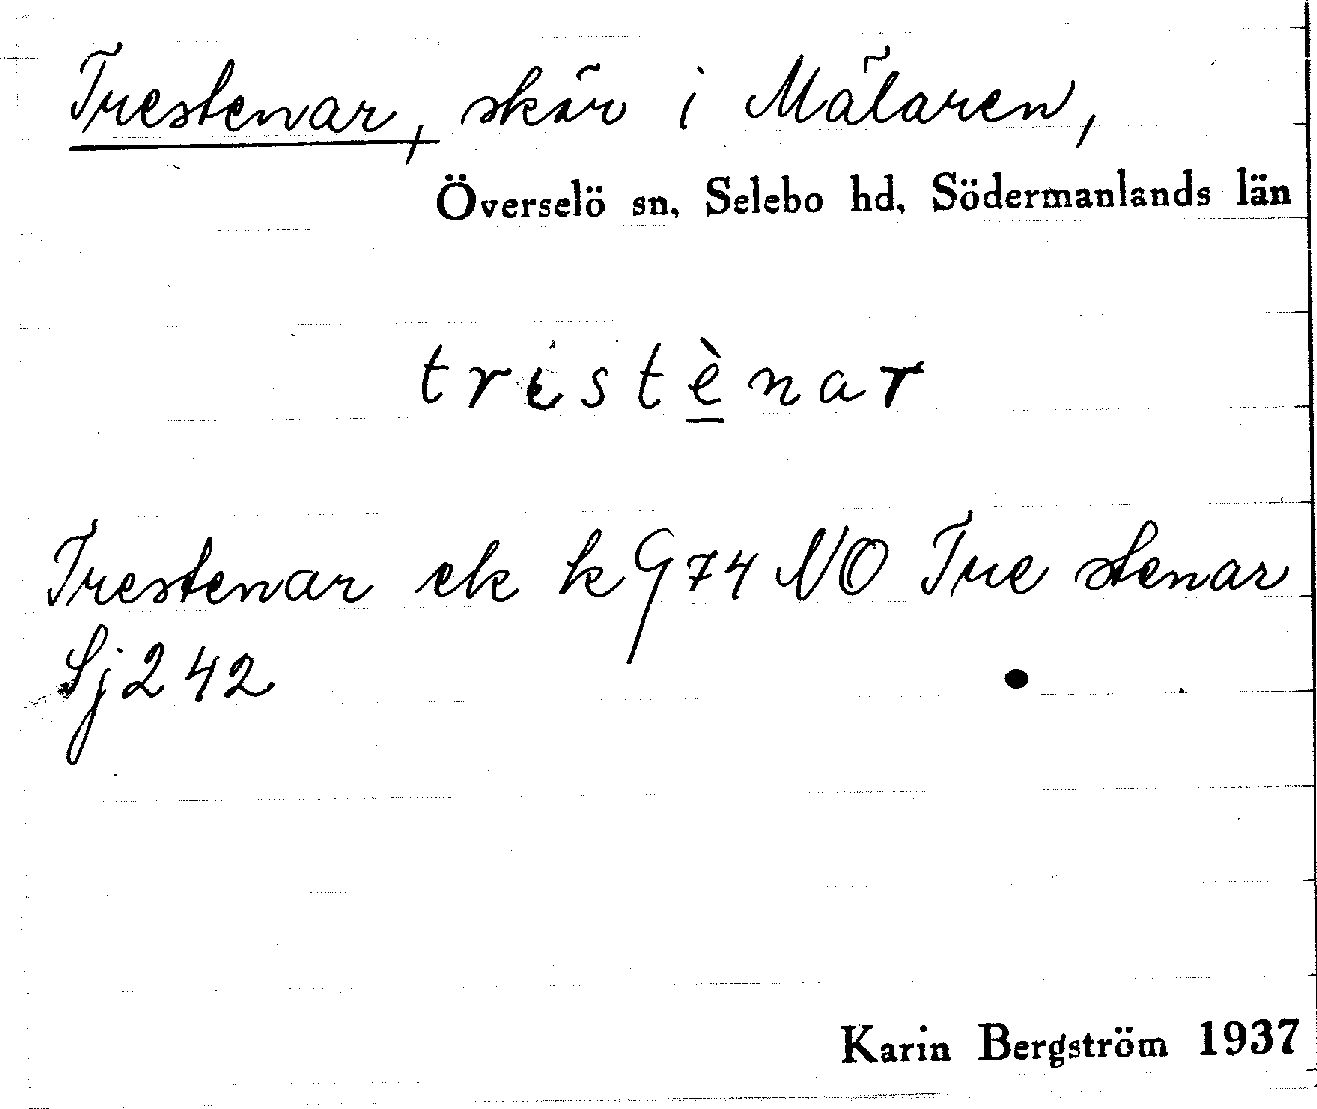 Trestenar, skär i Mälaren,
Överselö sn, Selebo hd, Södermanlands län
tristènar
Trestenar ek k 974 NO Tre stenar
Sj 242
Karin Bergström 1937